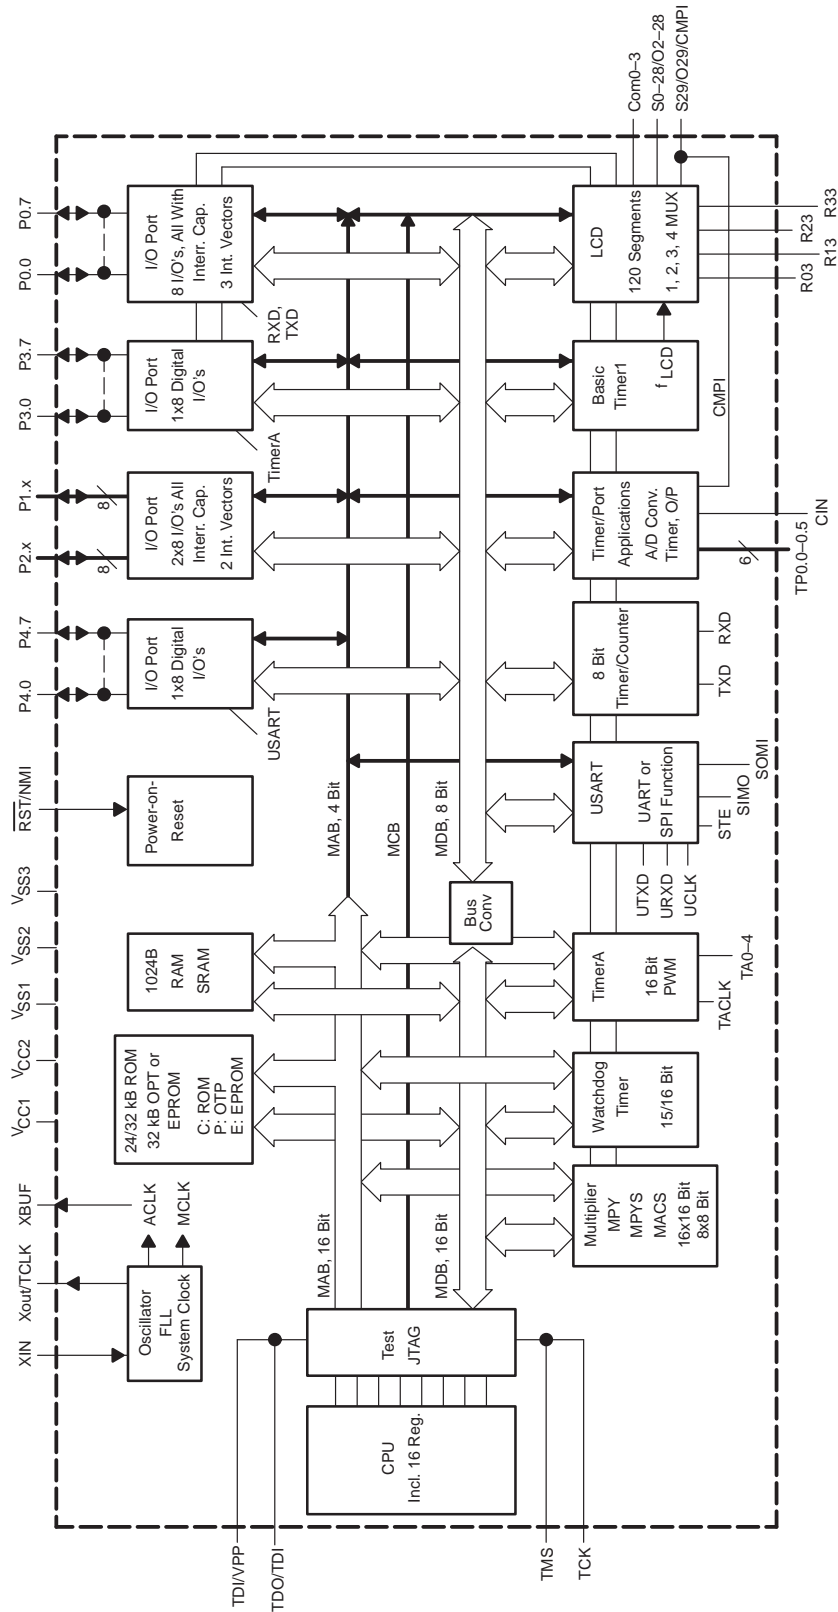 XIN
Xout/TCLK
XBUF
VCC1
VCC2
VSS1
VSS2
VSS3
RST/NMI
P4.0
P4.7
P2.x
P1.x
P3.0
P3.7
P0.0
P0.7
8
8
Oscillator
FLL
System Clock
ACLK
MCLK
24/32 kB ROM
32 kB OPT or
EPROM
C: ROM
P: OTP
E: EPROM
1024B
RAM
SRAM
Power-on-
Reset
I/O Port
1x8 Digital
I/O's
I/O Port
2x8 I/O's All
Interr. Cap.
2 Int. Vectors
I/O Port
1x8 Digital
I/O's
I/O Port
8 I/O's, All With
Interr. Cap.
3 Int. Vectors
USART
TimerA
RXD,
TXD
TDI/VPP
TDO/TDI
MAB, 16 Bit
MAB, 4 Bit
MCB
MDB, 16 Bit
MDB, 8 Bit
CPU
Incl. 16 Reg.
Test
JTAG
Bus
Conv
TMS
TCK
Multiplier
MPY
MPYS
MACS
16x16 Bit
8x8 Bit
Watchdog
Timer
15/16 Bit
TimerA
16 Bit
PWM
USART
UART or
SPI Function
8 Bit
Timer/Counter
Timer/Port
Applications
A/D Conv.
Timer, O/P
Basic
Timer1
f LCD
LCD
120 Segments
1, 2, 3, 4 MUX
Com0–3
S0–28/O2–28
S29/O29/CMPI
CMPI
TACLK
TA0–4
UTXD
URXD
UCLK
STE
SIMO
SOMI
TXD
RXD
6
TP0.0–0.5
CIN
R03
R13
R23
R33